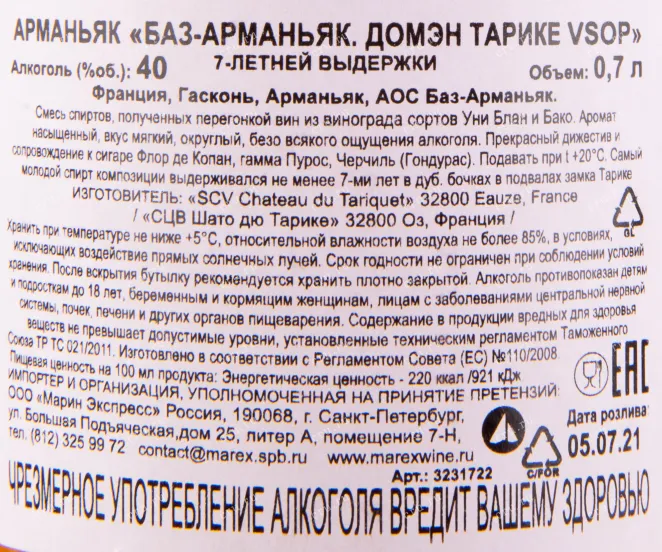 АРМАНЬЯК «БАЗ-АРМАНЬЯК. ДОМЭН ТАРИКЕ VSOP»
Алкоголь (%об.): 40 7-ЛЕТНЕЙ ВЫДЕРЖКИ Объем: 0,7 л
Франция, Гасконь, Арманьяк, АОС Баз-Арманьяк.
Смесь спиртов, полученных перегонкой вин из винограда сортов Уни Блан и Бако. Аромат
насыщенный, вкус мягкий, округлый, безо всякого ощущения алкоголя. Прекрасный дижестив и
сопровождение к сигаре Флор де Копан, гамма Пурос, Черчиль (Гондурас). Подавать при t +20°С. Самый
молодой спирт композиции выдерживался не менее 7-ми лет в дуб. бочках в подвалах замка Тарике
ИЗГОТОВИТЕЛЬ: «SCV Chateau du Tariquet» 32800 Eauze, France
/ «СЦВ Шато дю Тарике» 32800 Оз, Франция /
GL
Хранить при температуре не ниже +5°С, относительной влажности воздуха не более 85%, в условиях,
исключающих воздействие прямых солнечных лучей. Срок годности не ограничен при соблюдении условий
хранения. После вскрытия бутылку рекомендуется хранить плотно закрытой. Алкоголь противопоказан детям
и подросткам до 18 лет, беременным и кормящим женщинам, лицам с заболеваниями центральной нервной
системы, почек, печени и других органов пищеварения. Содержание в продукции вредных для здоровья
веществ не превышает допустимые уровни, установленные техническим регламентом Таможенного
Союза ТР ТС 021/2011. Изготовлено в соответствии с Регламентом Совета (ЕС) №110/2008.
Пищевая ценность на 100 мл продукта: Энергетическая ценность - 220 ккал /921 кДж
ИМПОРТЕР И ОРГАНИЗАЦИЯ, УПОЛНОМОЧЕННАЯ НА ПРИНЯТИЕ ПРЕТЕНЗИЙ:
ООО «Марин Экспресс» Россия, 190068, г. Санкт-Петербург,
ул. Большая Подъяческая,дом 25, литер А, помещение 7-Н,
тел. (812) 325 99 72 contact@marex.spb.ru www.marexwine.ru
EAC
Дата розлива:
05.07.21
C/FOR
Арт.: 3231722
ЧРЕЗМЕРНОЕ УПОТРЕБЛЕНИЕ АЛКОГОЛЯ ВРЕДИТ ВАШЕМУ ЗДОРОВЬЮ